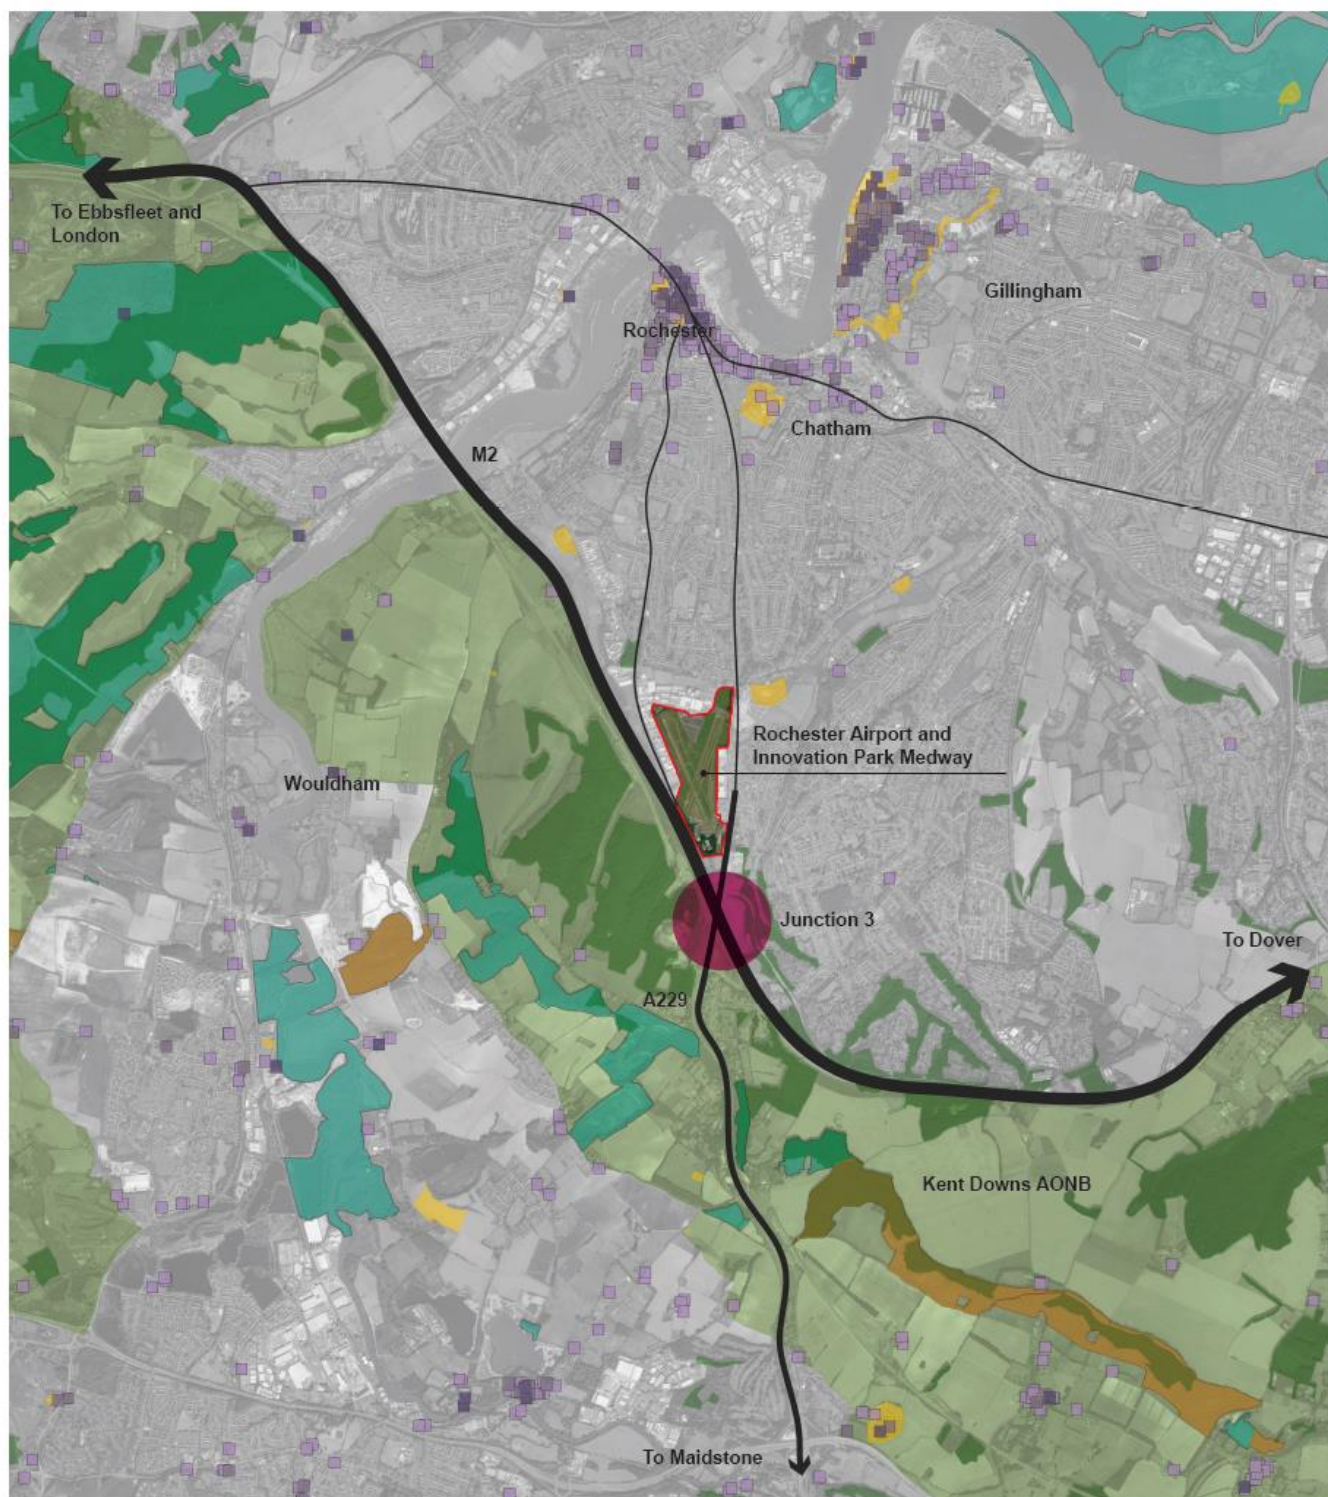 To Ebbsfleet and
London
Gillingham
Rochester
Chatham
M2
Rochester Airport and
Innovation Park Medway
Wouldham
Junction 3
To Dover
A229
Kent Downs AONB
To Maidstone